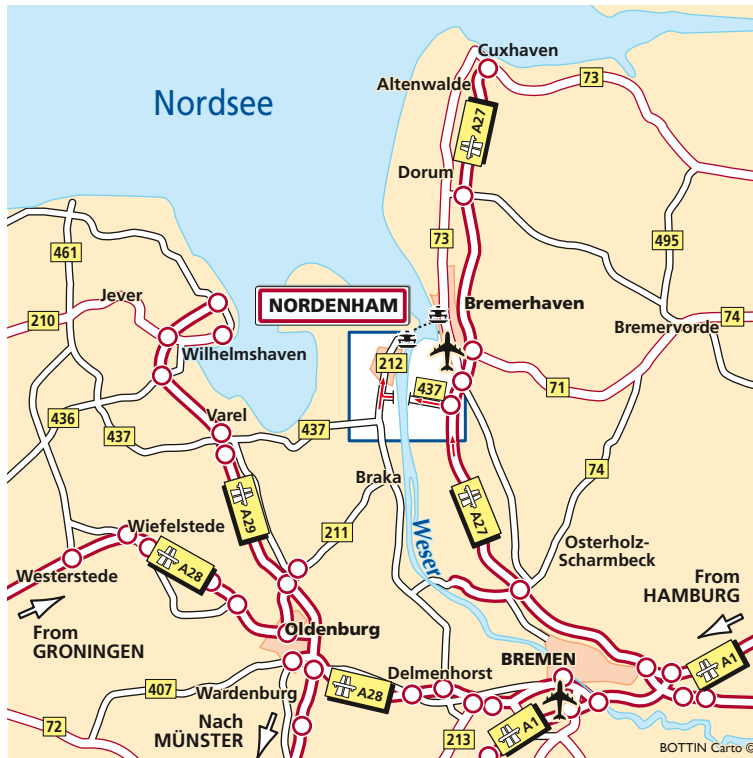 Cuxhaven
73
Altenwalde
Nordsee
A27
Dorum
73
495
461
NORDENHAM
Bremerhaven
Jever
210
74
Bremervorde
Wilhelmshaven
212
437
71
436
437
Varel
437
74
Braka
A27
A29
Weser
211
Wiefelstede
Osterholz-
Scharmbeck
Westerstede
A28
From
HAMBURG
From
GRONINGEN
Oldenburg
BREMEN
A1
Delmenhorst
407
Wardenburg
A28
72
Nach
MÜNSTER
213
A1
BOTTIN Carto ©